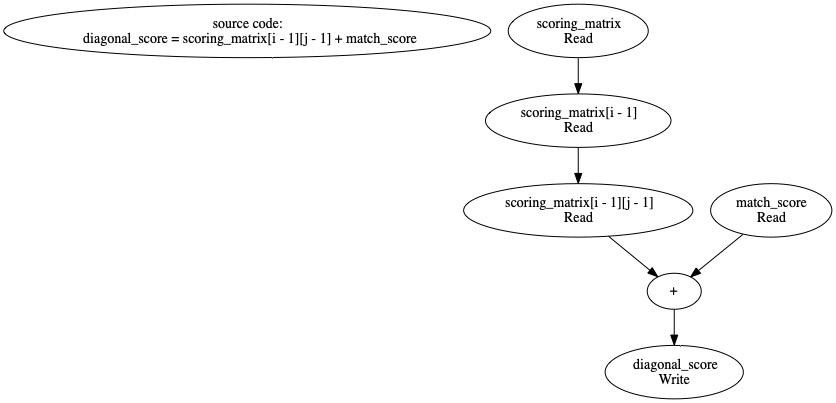 source code:
diagonal_score = scoring_matrix[i - 1][j - 1] + match_score
scoring_matrix
Read
scoring_matrix[i - 1]
Read
scoring_matrix[i - 1][j - 1]
Read
match_score
Read
+
diagonal_score
Write